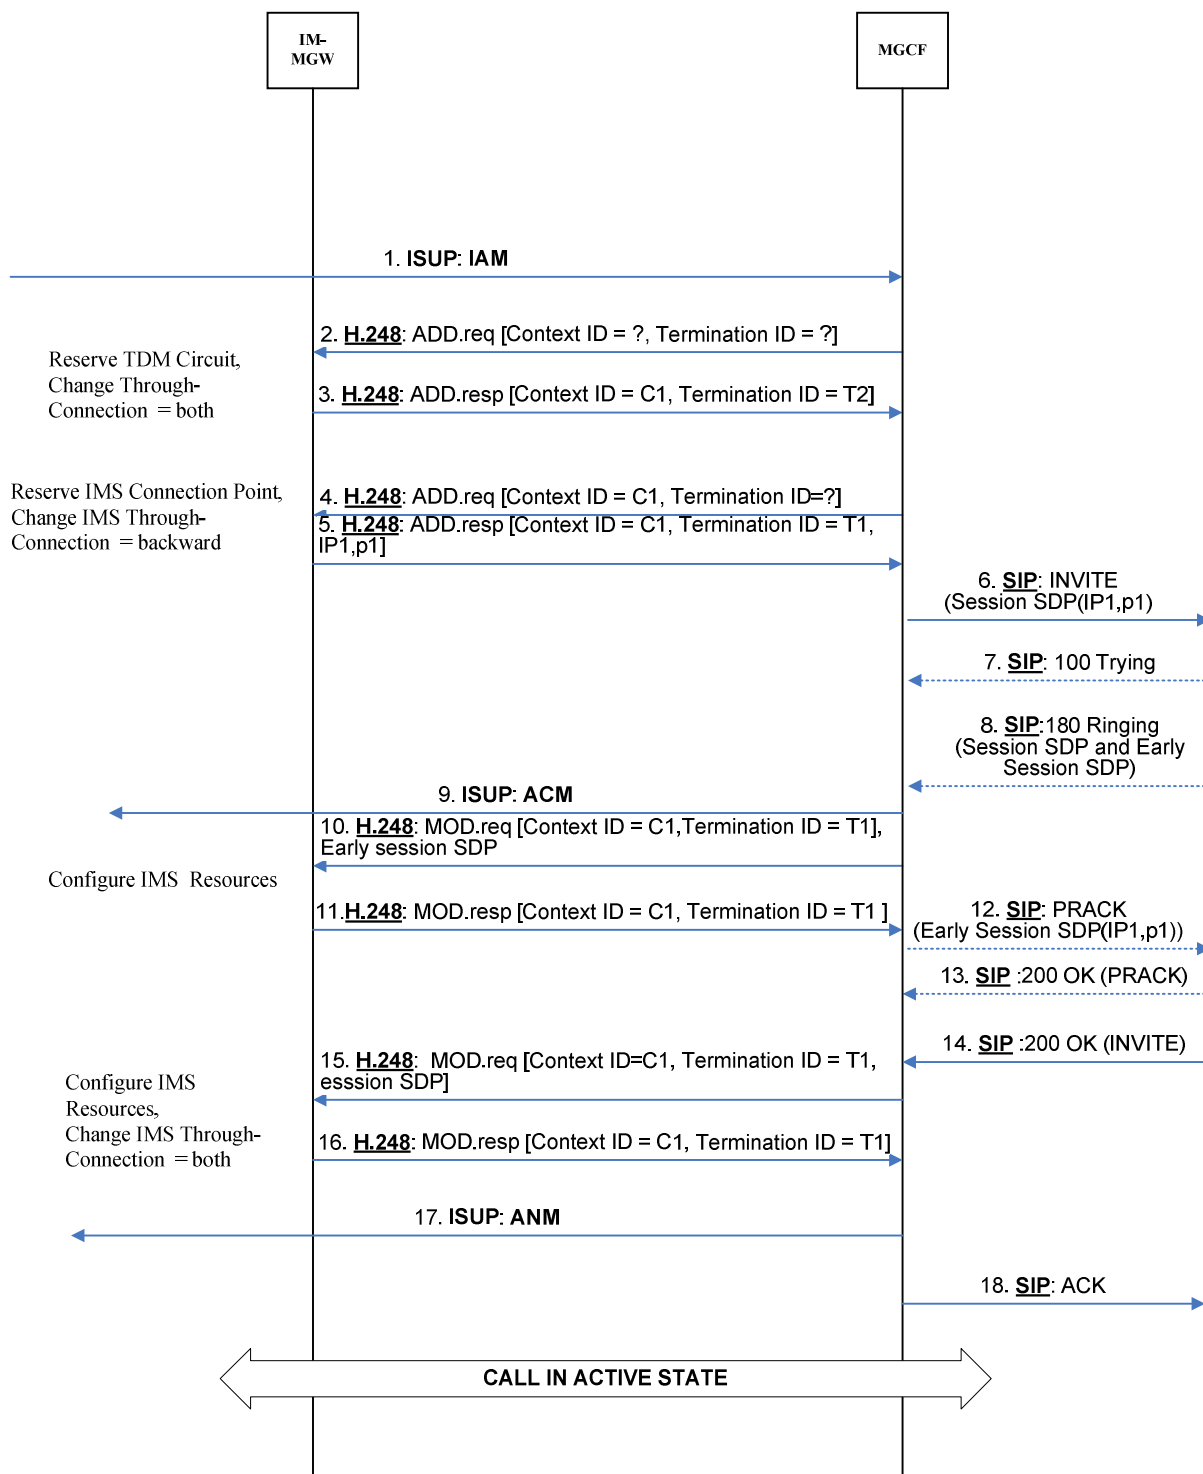 IM-
MGW
MGCF
1. ISUP: IAM
2. H.248: ADD.req [Context ID = ?, Termination ID = ?]
Reserve TDM Circuit,
Change Through-
Connection = both
3. H.248: ADD.resp [Context ID = C1, Termination ID = T2]
Reserve IMS Connection Point,
Change IMS Through-
Connection = backward
4. H.248: ADD.req [Context ID = C1, Termination ID=?]
5. H.248: ADD.resp [Context ID = C1, Termination ID = T1,
IP1,p1]
6. SIP: INVITE
(Session SDP(IP1,p1)
7. SIP: 100 Trying
8. SIP:180 Ringing
(Session SDP and Early
Session SDP)
9. ISUP: ACM
10. H.248: MOD.req [Context ID = C1,Termination ID = T1],
Early session SDP
Configure IMS Resources
11.H.248: MOD.resp [Context ID = C1, Termination ID = T1 ]
12. SIP: PRACK
(Early Session SDP(IP1,p1))
13. SIP :200 OK (PRACK)
14. SIP :200 OK (INVITE)
15. H.248: MOD.req [Context ID=C1, Termination ID = T1,
esssion SDP]
Configure IMS
Resources,
Change IMS Through-
Connection = both
16. H.248: MOD.resp [Context ID = C1, Termination ID = T1]
17. ISUP: ANM
18. SIP: ACK
CALL IN ACTIVE STATE